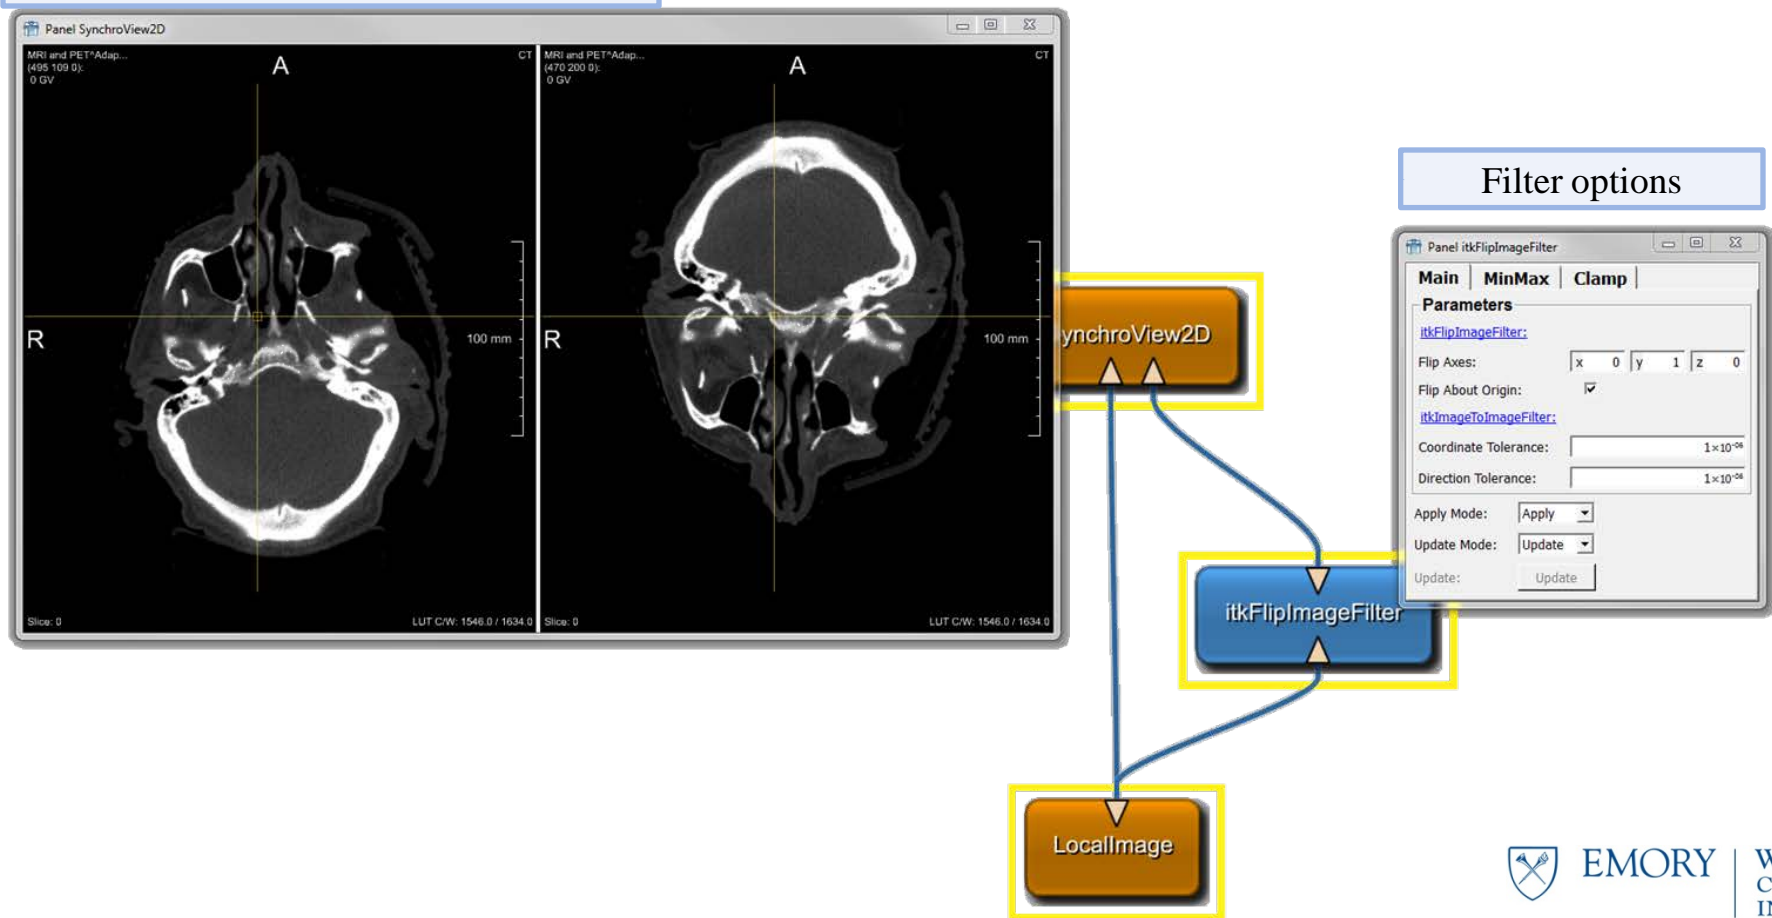 Panel SynchroView2D
MRI and PET^Adap...
(495 109 0):
0 GV
A
CT
R
100 mm
Slice: 0
LUT C/W: 1546.0 / 1634.0
MRI and PET^Adap...
(470 200 0):
0 GV
A
CT
R
100 mm
Slice: 0
LUT C/W: 1546.0 / 1634.0
Filter options
Panel itkFlipImageFilter
Main MinMax Clamp
Parameters
itkFlipImageFilter:
Flip Axes: x 0 y 1 z 0
Flip About Origin:
itkImageToImageFilter:
Coordinate Tolerance: 1×10⁻⁰⁶
Direction Tolerance: 1×10⁻⁰⁶
Apply Mode: Apply
Update Mode: Update
Update: Update
ynchroView2D
itkFlipImageFilter
LocalImage
EMORY